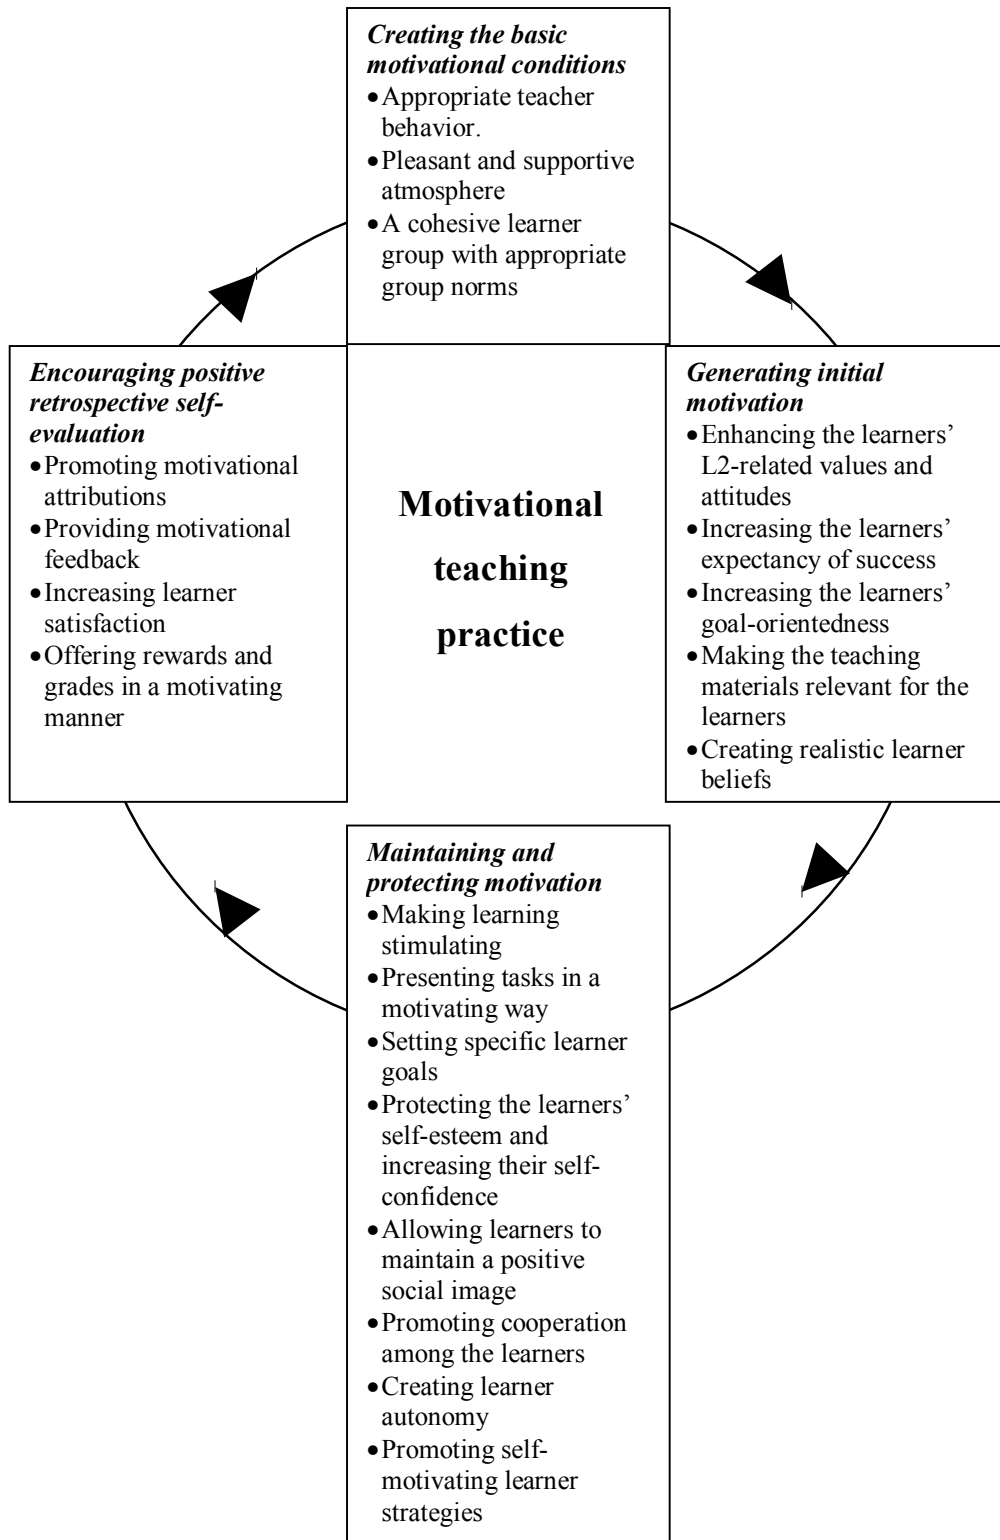 Creating the basic
motivational conditions
•Appropriate teacher
behavior.
•Pleasant and supportive
atmosphere
•A cohesive learner
group with appropriate
group norms
Encouraging positive
retrospective self-
evaluation
•Promoting motivational
attributions
•Providing motivational
feedback
•Increasing learner
satisfaction
•Offering rewards and
grades in a motivating
manner
Motivational
teaching
practice
Generating initial
motivation
•Enhancing the learners’
L2-related values and
attitudes
•Increasing the learners’
expectancy of success
•Increasing the learners’
goal-orientedness
•Making the teaching
materials relevant for the
learners
•Creating realistic learner
beliefs
Maintaining and
protecting motivation
•Making learning
stimulating
•Presenting tasks in a
motivating way
•Setting specific learner
goals
•Protecting the learners’
self-esteem and
increasing their self-
confidence
•Allowing learners to
maintain a positive
social image
•Promoting cooperation
among the learners
•Creating learner
autonomy
•Promoting self-
motivating learner
strategies